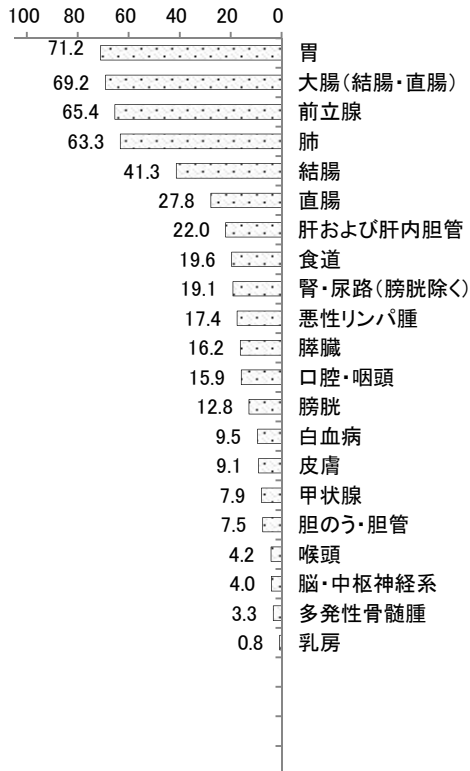 100 80 60 40 20 0
71.2 胃
69.2 大腸(結腸・直腸)
65.4 前立腺
63.3 肺
41.3 結腸
27.8 直腸
22.0 肝および肝内胆管
19.6 食道
19.1 腎・尿路(膀胱除く)
17.4 悪性リンパ腫
16.2 膵臓
15.9 口腔・咽頭
12.8 膀胱
9.5 白血病
9.1 皮膚
7.9 甲状腺
7.5 胆のう・胆管
4.2 喉頭
4.0 脳・中枢神経系
3.3 多発性骨髄腫
0.8 乳房